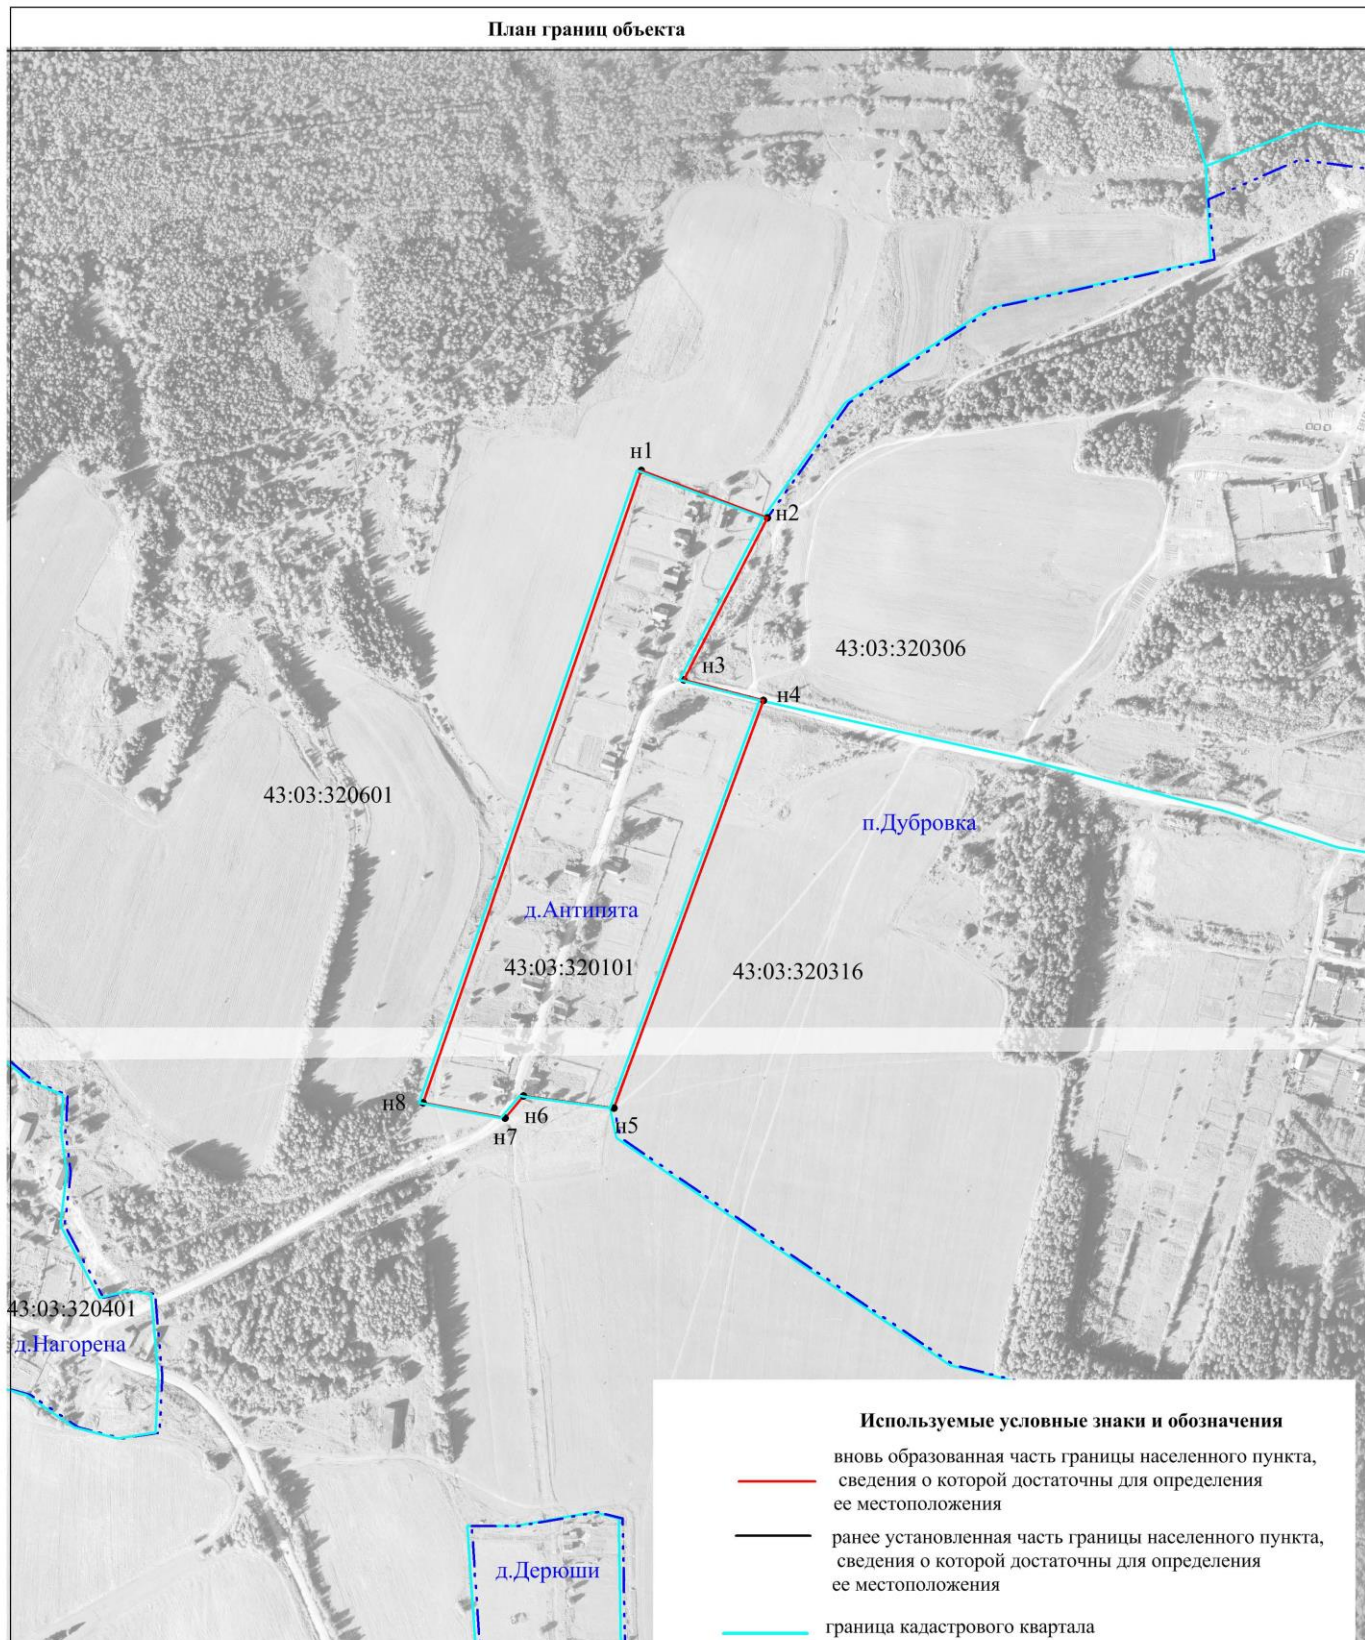 План границ объекта
н1
н2
н3
43:03:320306
н4
43:03:320601
п.Дубровка
д.Антипята
43:03:320101
43:03:320316
н8
н6
н5
н7
43:03:320401
д.Нагорена
Используемые условные знаки и обозначения
вновь образованная часть границы населенного пункта,
сведения о которой достаточны для определения
ее местоположения
ранее установленная часть границы населенного пункта,
сведения о которой достаточны для определения
ее местоположения
д.Дерюши
граница кадастрового квартала